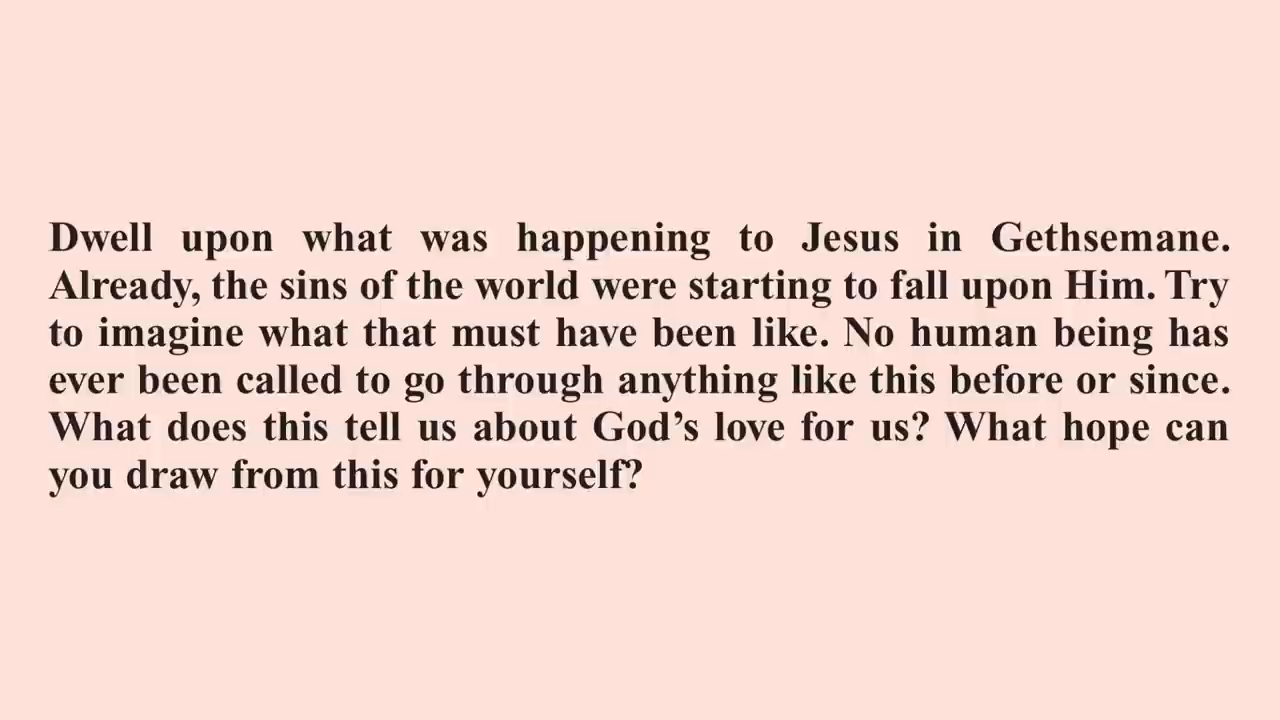 Dwell upon what was happening to Jesus in Gethsemane.
Already, the sins of the world were starting to fall upon Him. Try
to imagine what that must have been like. No human being has
ever been called to go through anything like this before or since.
What does this tell us about God’s love for us? What hope can
you draw from this for yourself?